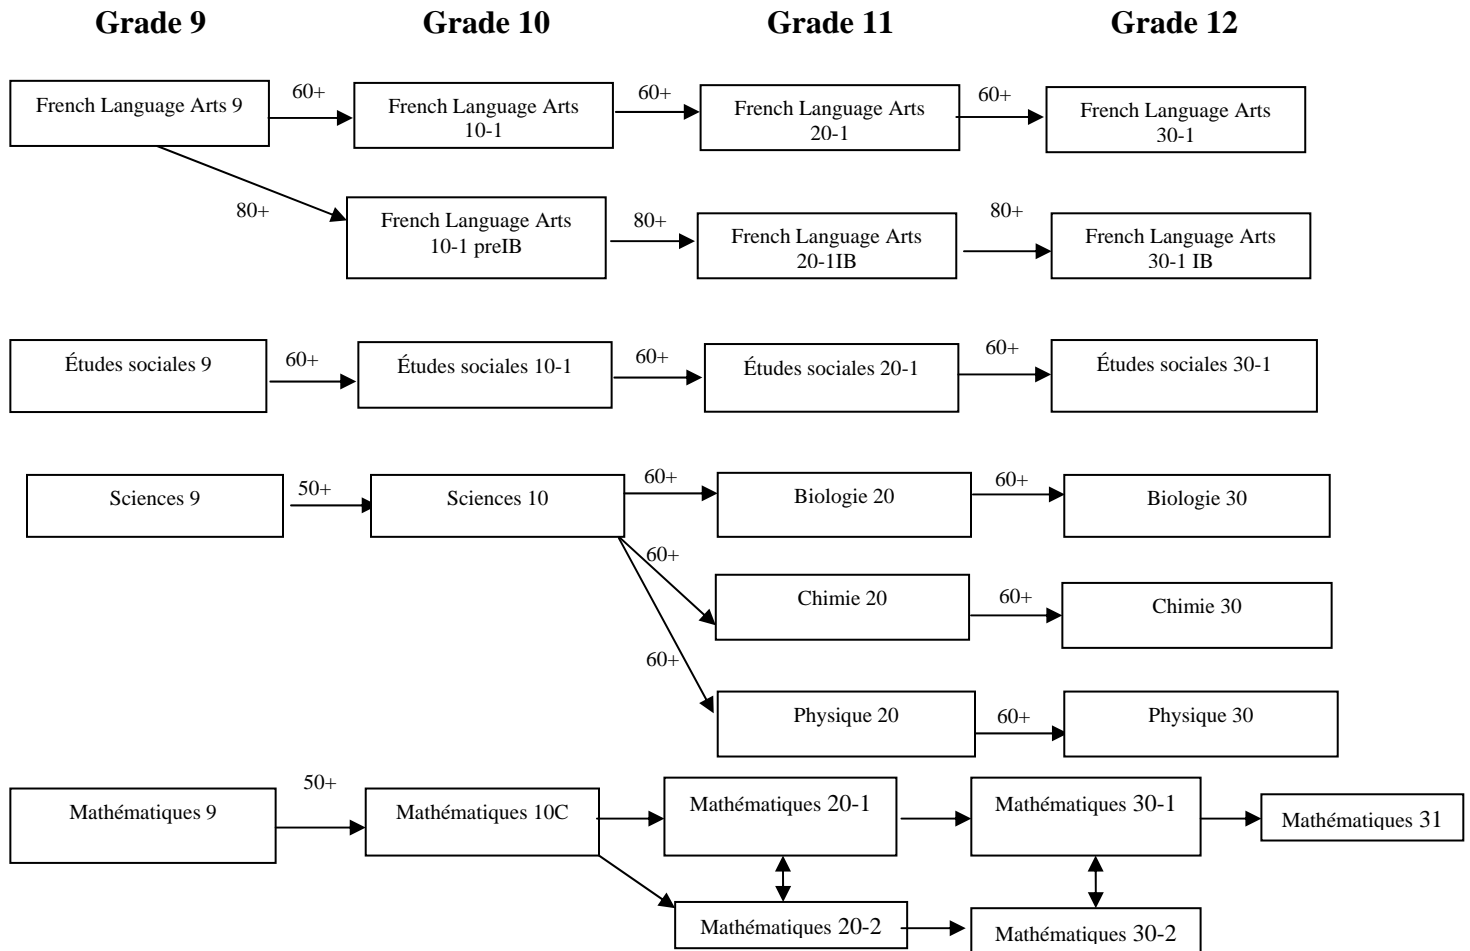 Grade 9 Grade 10 Grade 11 Grade 12
60+ 60+ 60+
French Language Arts 9
French Language Arts
10-1
French Language Arts
20-1
French Language Arts
30-1
80+ 80+ 80+
French Language Arts
10-1 preIB
French Language Arts
20-1IB
French Language Arts
30-1 IB
60+ 60+ 60+
Études sociales 9
Études sociales 10-1
Études sociales 20-1
Études sociales 30-1
50+ 60+ 60+
Sciences 9
Sciences 10
Biologie 20
Biologie 30
60+ 60+
Chimie 20
Chimie 30
60+ 60+
Physique 20
Physique 30
50+
Mathématiques 9
Mathématiques 10C
Mathématiques 20-1
Mathématiques 30-1
Mathématiques 31
Mathématiques 20-2
Mathématiques 30-2